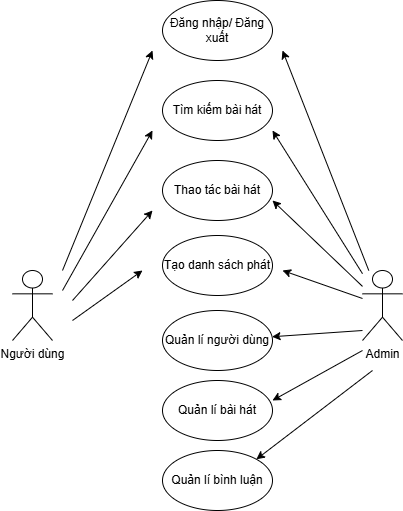 Đăng nhập/ Đăng
xuất
Tìm kiếm bài hát
Thao tác bài hát
Tạo danh sách phát
Người dùng
Quản lí người dùng
Admin
Quản lí bài hát
Quản lí bình luận